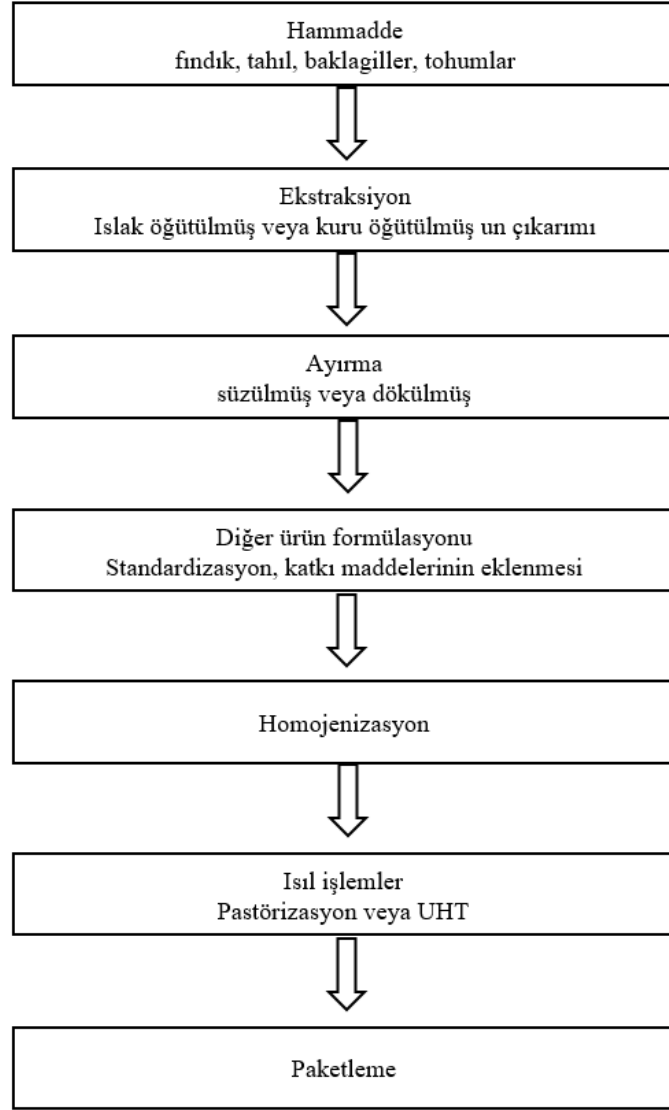 Hammadde
fındık, tahıl, baklagiller, tohumlar
Ekstraksiyon
Islak öğütülmüş veya kuru öğütülmüş un çıkarımı
Ayırma
süzülmüş veya dökülmüş
Diğer ürün formülasyonu
Standardizasyon, katkı maddelerinin eklenmesi
Homojenizasyon
Isıl işlemler
Pastörizasyon veya UHT
Paketleme